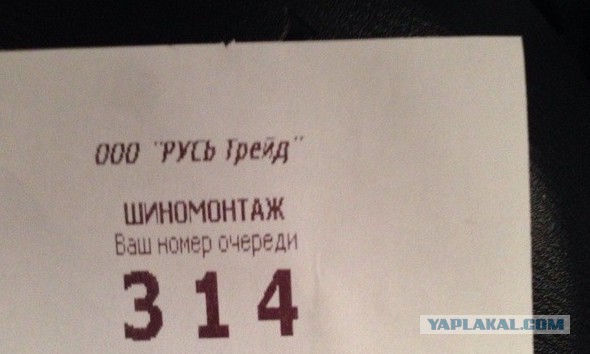 ООО "РУСЬ Трейд"
ШИНОМОНТАЖ
Ваш номер очереди
314
YAPLAKAL.COM